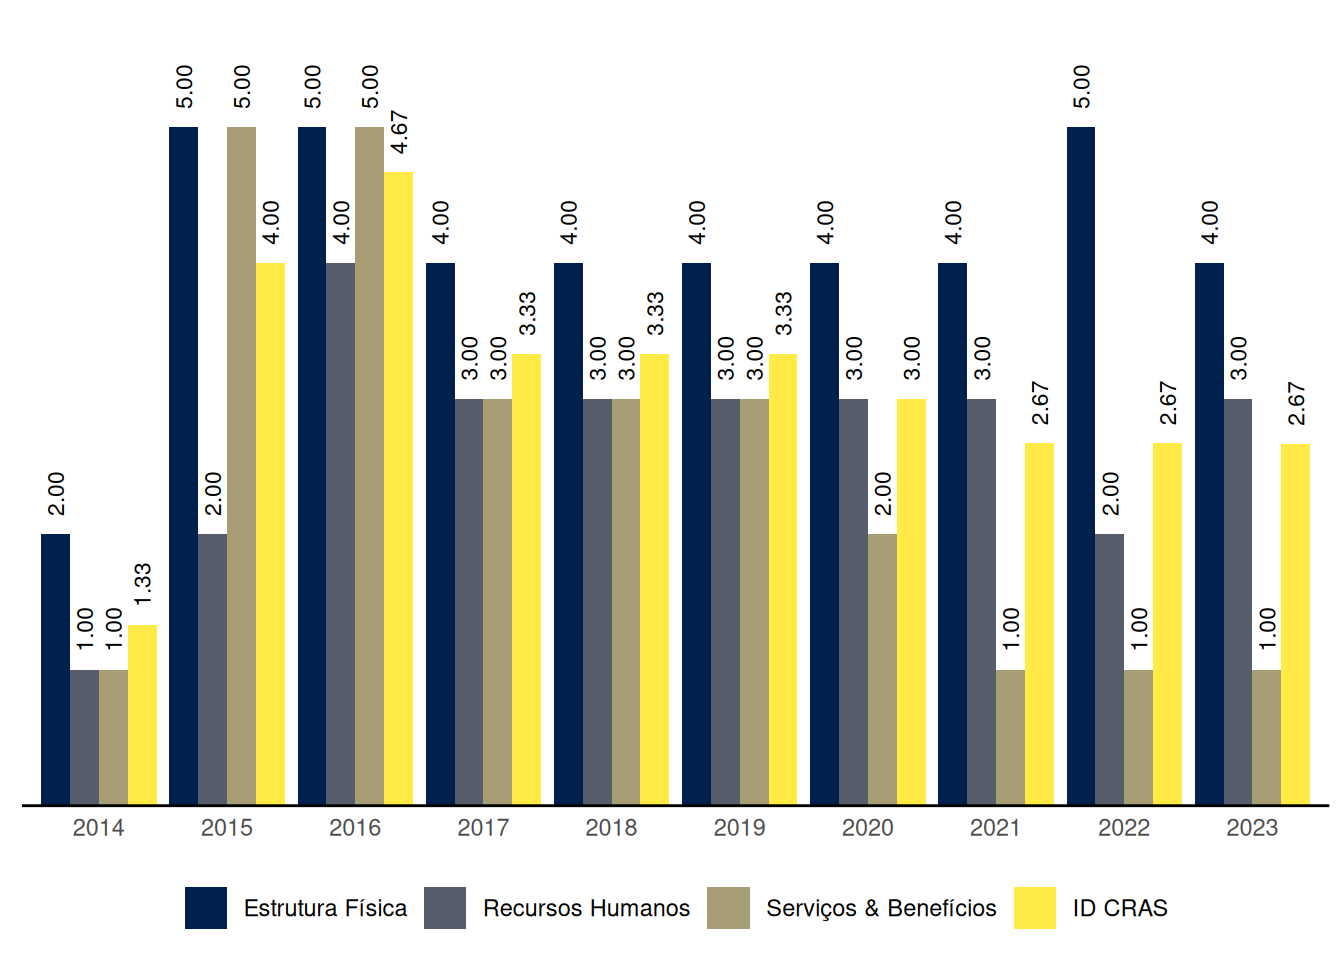 2.00 1.00 1.00 1.33
5.00 2.00 5.00 4.00
5.00 4.00 5.00 4.67
4.00 3.00 3.00 3.33
4.00 3.00 3.00 3.33
4.00 3.00 3.00 3.33
4.00 3.00 2.00 3.00
4.00 3.00 1.00 2.67
5.00 2.00 1.00 2.67
4.00 3.00 1.00 2.67
2014 2015 2016 2017 2018 2019 2020 2021 2022 2023
Estrutura Física Recursos Humanos Serviços & Benefícios ID CRAS